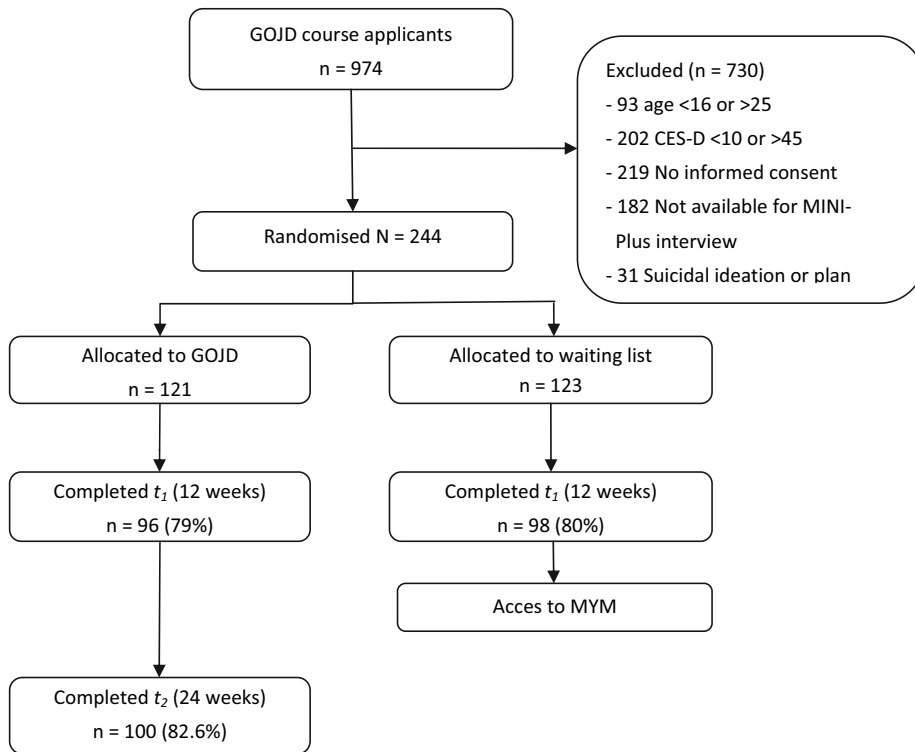 GOJD course applicants
n = 974
Excluded (n = 730)
- 93 age <16 or >25
- 202 CES-D <10 or >45
- 219 No informed consent
- 182 Not available for MINI-
Plus interview
- 31 Suicidal ideation or plan
Randomised N = 244
Allocated to GOJD
n = 121
Allocated to waiting list
n = 123
Completed t₁ (12 weeks)
n = 96 (79%)
Completed t₁ (12 weeks)
n = 98 (80%)
Acces to MYM
Completed t₂ (24 weeks)
n = 100 (82.6%)